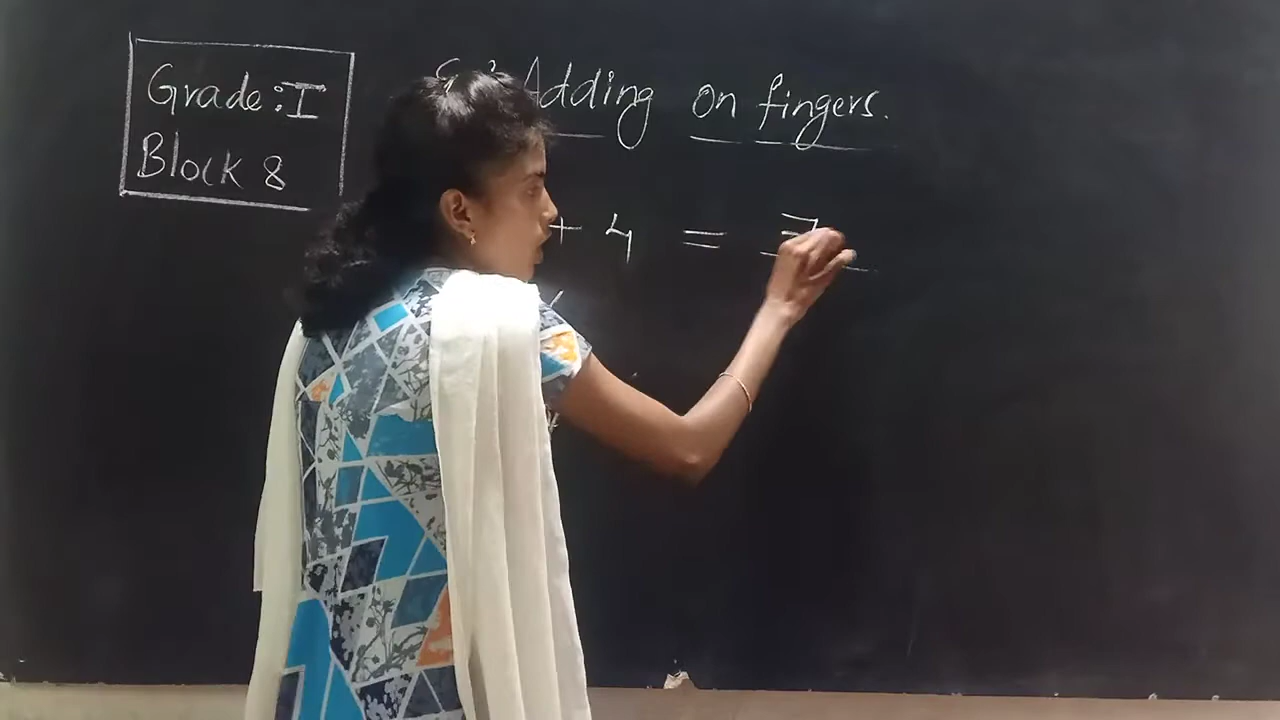 Grade : I
Block 8
Adding on fingers.
+ 4 = 7